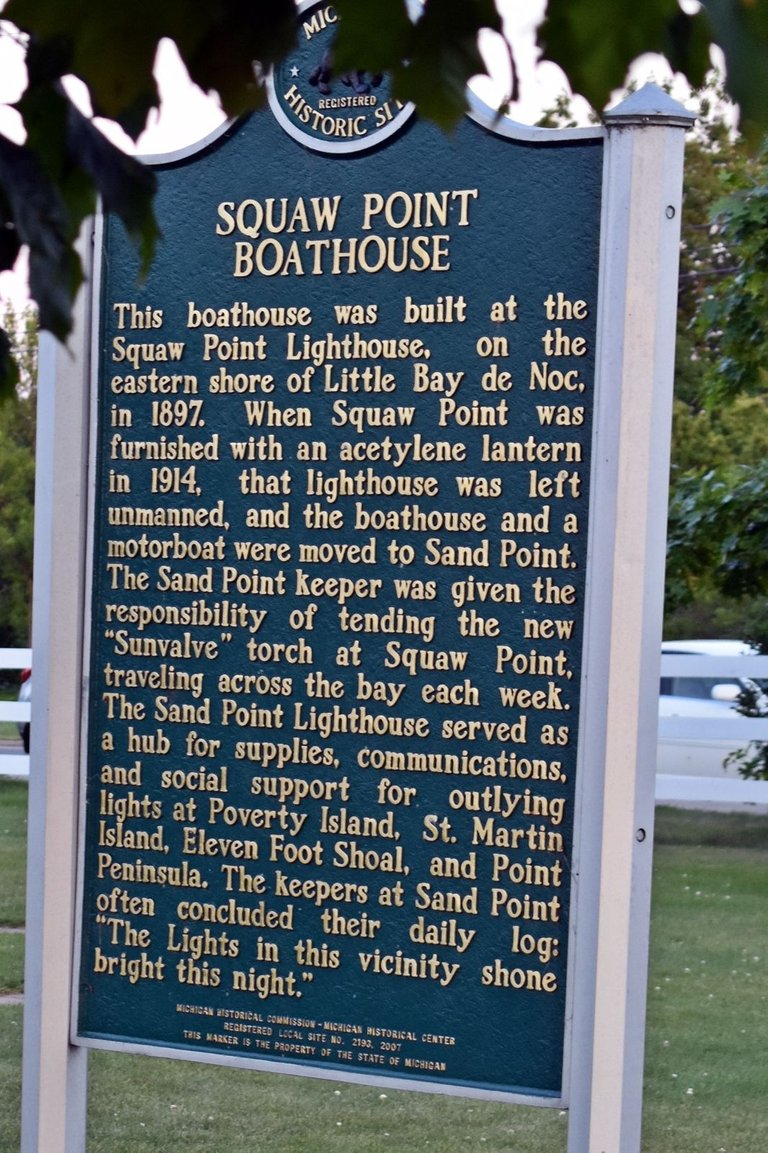 REGISTERED
HISTORIC
SQUAW POINT
BOATHOUSE
This boathouse was built at the
Squaw Point Lighthouse, on the
eastern shore of Little Bay de Noc,
in 1897. When Squaw Point was
furnished with an acetylene lantern
in 1914, that lighthouse was left
unmanned, and the boathouse and a
motorboat were moved to Sand Point.
The Sand Point keeper was given the
responsibility of tending the new
"Sunvalve" torch at Squaw Point,
traveling across the bay each week.
The Sand Point Lighthouse served as
a hub for supplies, communications,
and social support for outlying
lights at Poverty Island, St. Martin
Island, Eleven Foot Shoal, and Point
Peninsula. The keepers at Sand Point
often concluded their daily log:
"The Lights in this vicinity shone
bright this night."
MICHIGAN HISTORICAL COMMISSION – MICHIGAN HISTORICAL CENTER
REGISTERED LOCAL SITE NO. 2193, 2007
THIS MARKER IS THE PROPERTY OF THE STATE OF MICHIGAN